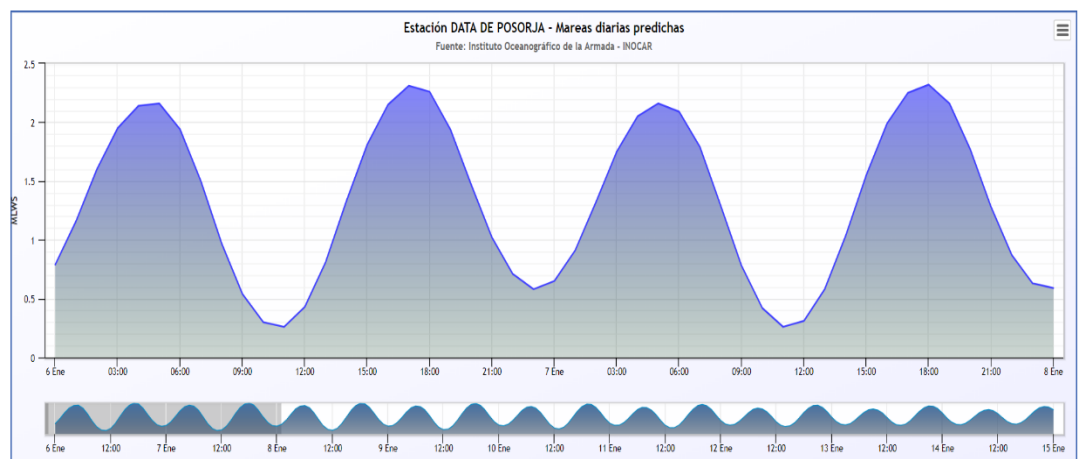 Estación DATA DE POSORJA - Mareas diarias predichas
Fuente: Instituto Oceanográfico de la Armada - INOCAR
2.5
2
1.5
MLWS
1
0.5
0
6 Ene 03:00 06:00 09:00 12:00 15:00 18:00 21:00 7 Ene 03:00 06:00 09:00 12:00 15:00 18:00 21:00 8 Ene
6 Ene 12:00 7 Ene 12:00 8 Ene 12:00 9 Ene 12:00 10 Ene 12:00 11 Ene 12:00 12 Ene 12:00 13 Ene 12:00 14 Ene 12:00 15 Ene